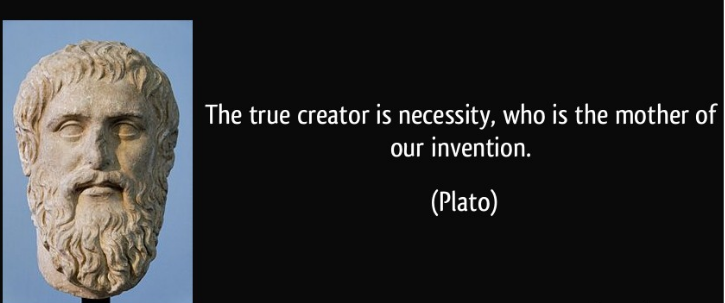 The true creator is necessity, who is the mother of
our invention.
(Plato)